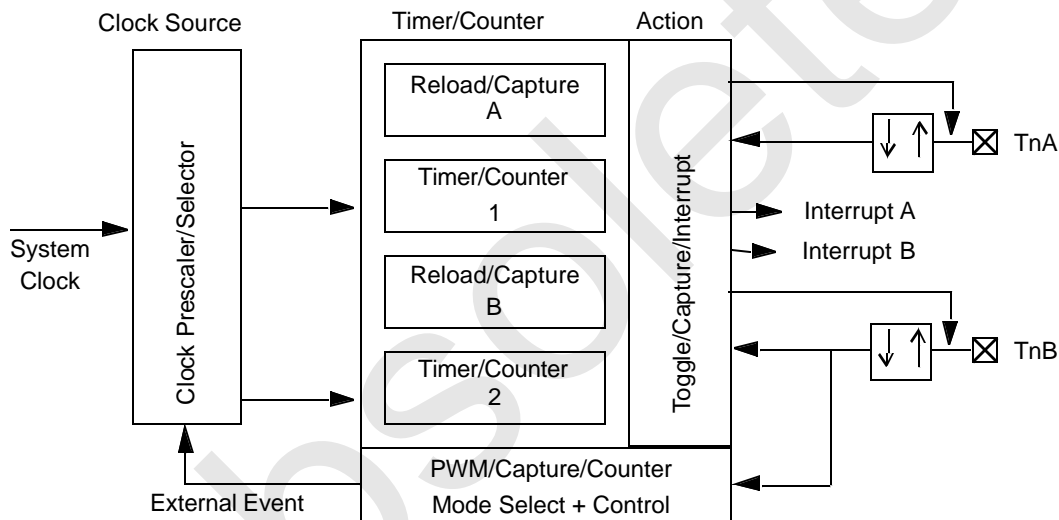 Clock Source
Timer/Counter
Action
Reload/Capture
A
Timer/Counter
1
Reload/Capture
B
Timer/Counter
2
Clock Prescaler/Selector
Toggle/Capture/Interrupt
System
Clock
TnA
Interrupt A
Interrupt B
TnB
PWM/Capture/Counter
Mode Select + Control
External Event
obsolete